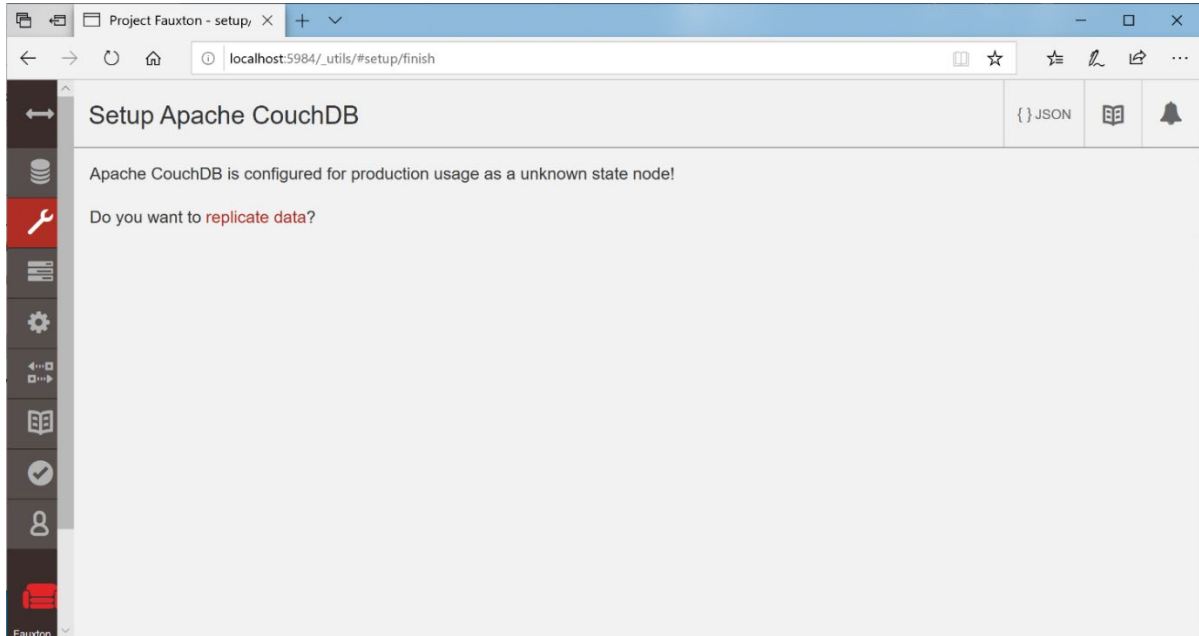 Project Fauxton - setup/
localhost:5984/_utils/#setup/finish
Setup Apache CouchDB
{ } JSON
Apache CouchDB is configured for production usage as a unknown state node!
Do you want to replicate data?
Fauxton